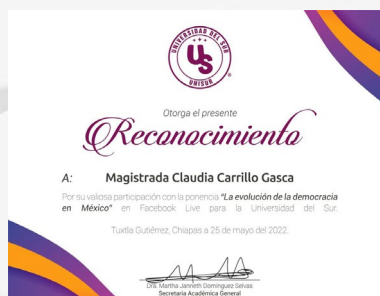 UNIVERSIDAD DEL SUR
US
UNISUR
®
Otorga el presente
Reconocimiento
A: Magistrada Claudia Carrillo Gasca
Por su valiosa participación con la ponencia "La evolución de la democracia
en México" en Facebook Live para la Universidad del Sur.
Tuxtla Gutiérrez, Chiapas a 25 de mayo del 2022.
Dra. Martha Janneth Domínguez Selvas
Secretaria Académica General